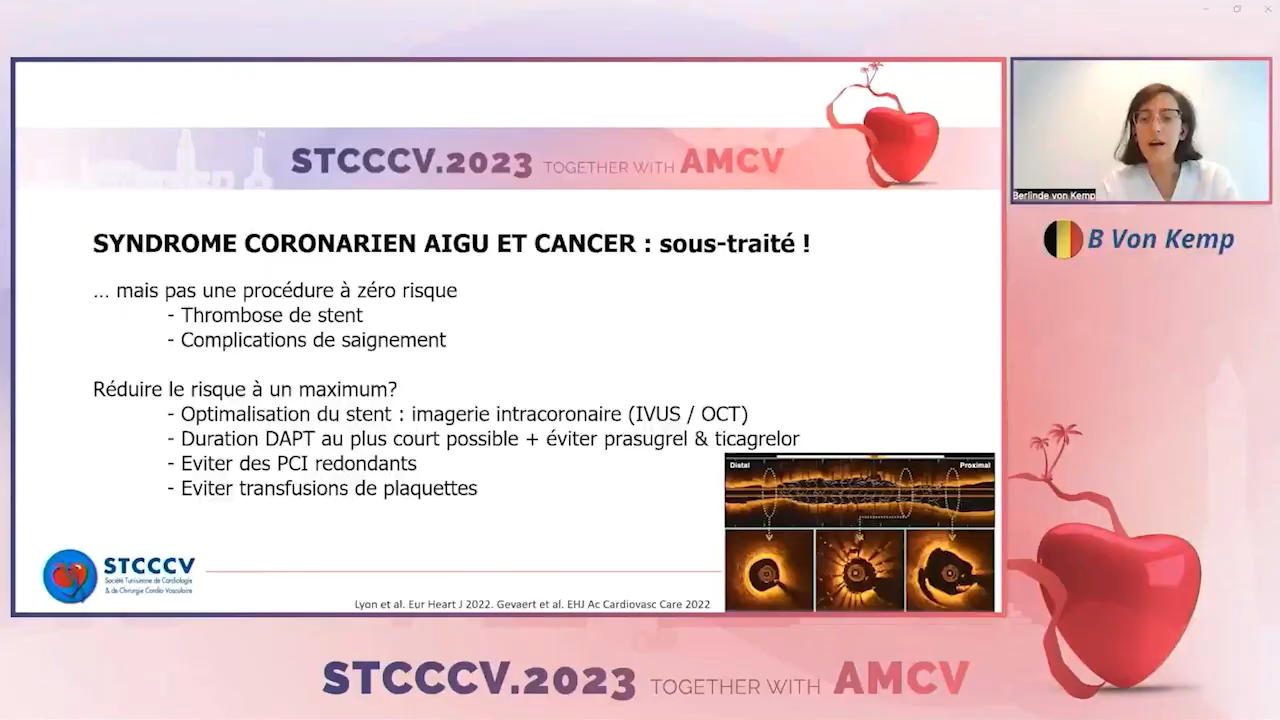 STCCCV.2023 TOGETHER WITH AMCV
SYNDROME CORONARIEN AIGU ET CANCER : sous-traité !
... mais pas une procédure à zéro risque
- Thrombose de stent
- Complications de saignement
Réduire le risque à un maximum?
- Optimalisation du stent : imagerie intracoronaire (IVUS / OCT)
- Duration DAPT au plus court possible + éviter prasugrel & ticagrelor
- Eviter des PCI redondants
- Eviter transfusions de plaquettes
Distal
Proximal
STCCCV
Société Tunisienne de Cardiologie
& de Chirurgie Cardio Vasculaire
Lyon et al. Eur Heart J 2022. Gevaert et al. EHJ Ac Cardiovasc Care 2022
Berlinde von Kemp
B Von Kemp
STCCCV.2023 TOGETHER WITH AMCV